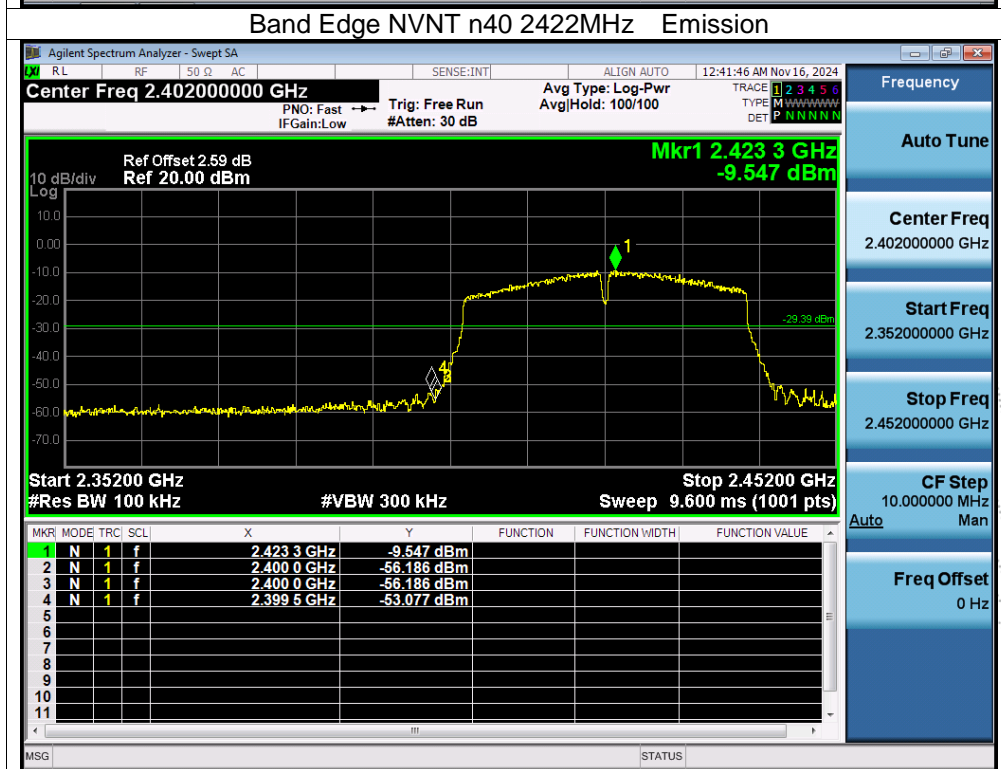 Band Edge NVNT n40 2422MHz Emission
Agilent Spectrum Analyzer - Swept SA
LXI RL RF 50 Ω AC SENSE:INT ALIGN AUTO 12:41:46 AM Nov 16, 2024
Center Freq 2.402000000 GHz
PNO: Fast
IFGain:Low
Trig: Free Run
#Atten: 30 dB
Avg Type: Log-Pwr
Avg|Hold: 100/100
TRACE 1 2 3 4 5 6
TYPE M WWWWW
DET P N N N N N
Mkr1 2.423 3 GHz
-9.547 dBm
Ref Offset 2.59 dB
10 dB/div Ref 20.00 dBm
Log
10.0
0.00
-10.0
-20.0
-30.0
-40.0
-50.0
-60.0
-70.0
1
-29.39 dBm
4
Start 2.35200 GHz Stop 2.45200 GHz
#Res BW 100 kHz #VBW 300 kHz Sweep 9.600 ms (1001 pts)
MKR MODE TRC SCL X Y FUNCTION FUNCTION WIDTH FUNCTION VALUE
1 N 1 f 2.423 3 GHz -9.547 dBm
2 N 1 f 2.400 0 GHz -56.186 dBm
3 N 1 f 2.400 0 GHz -56.186 dBm
4 N 1 f 2.399 5 GHz -53.077 dBm
5
6
7
8
9
10
11
MSG STATUS
Frequency
Auto Tune
Center Freq
2.402000000 GHz
Start Freq
2.352000000 GHz
Stop Freq
2.452000000 GHz
CF Step
10.000000 MHz
Auto Man
Freq Offset
0 Hz